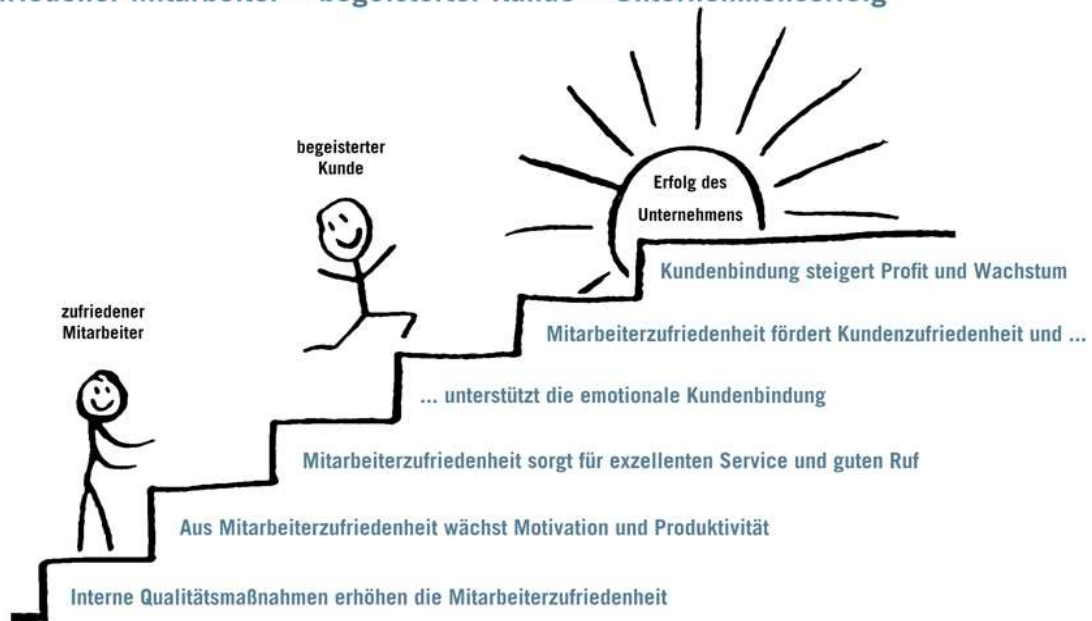 begeisterter
Kunde
Erfolg des
Unternehmens
Kundenbindung steigert Profit und Wachstum
zufriedener
Mitarbeiter
Mitarbeiterzufriedenheit fördert Kundenzufriedenheit und ...
... unterstützt die emotionale Kundenbindung
Mitarbeiterzufriedenheit sorgt für exzellenten Service und guten Ruf
Aus Mitarbeiterzufriedenheit wächst Motivation und Produktivität
Interne Qualitätsmaßnahmen erhöhen die Mitarbeiterzufriedenheit